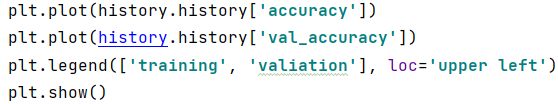 plt.plot(history.history['accuracy'])
plt.plot(history.history['val_accuracy'])
plt.legend(['training', 'valiation'], loc='upper left')
plt.show()